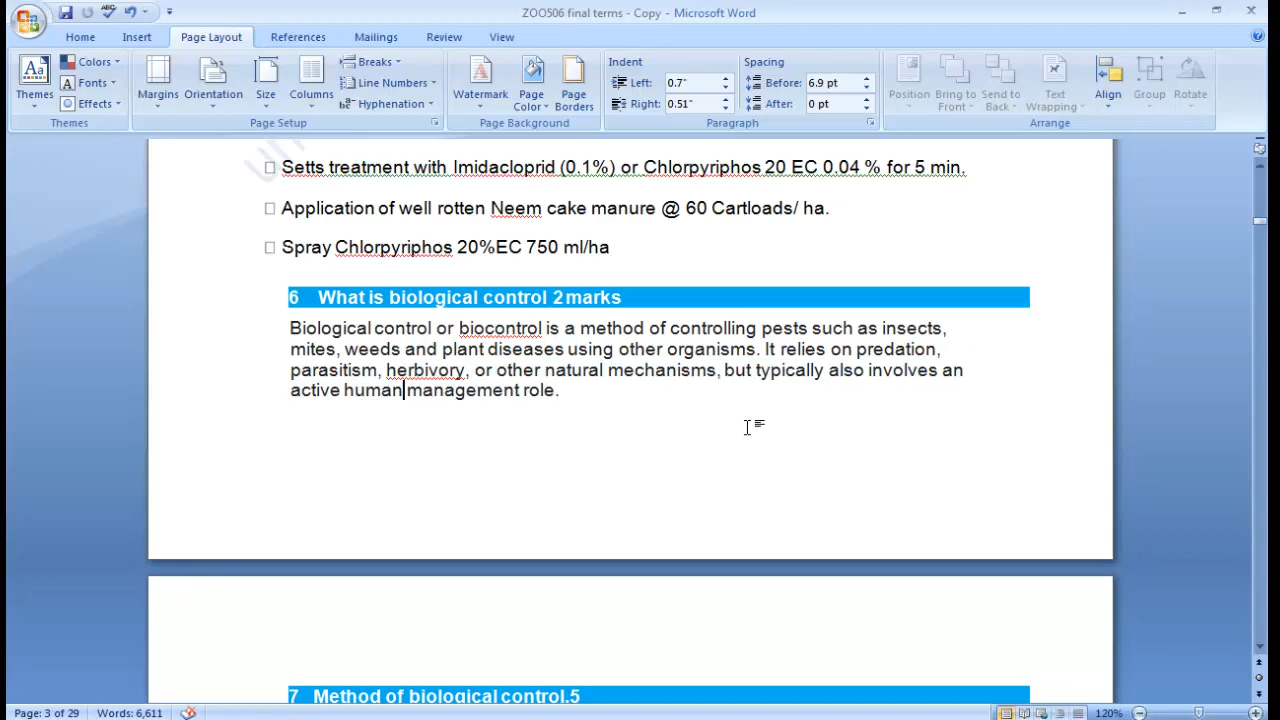 ZOO506 final terms - Copy - Microsoft Word
Home Insert Page Layout References Mailings Review View
Themes
Colors
Fonts
Effects
Themes
Margins
Orientation
Size
Columns
Breaks
Line Numbers
Hyphenation
Page Setup
Watermark
Page Color
Page Borders
Page Background
Indent
Left: 0.7"
Right: 0.51"
Spacing
Before: 6.9 pt
After: 0 pt
Paragraph
Position
Bring to Front
Send to Back
Text Wrapping
Align
Group
Rotate
Arrange
Setts treatment with Imidacloprid (0.1%) or Chlorpyriphos 20 EC 0.04 % for 5 min.
Application of well rotten Neem cake manure @ 60 Cartloads/ ha.
Spray Chlorpyriphos 20%EC 750 ml/ha
6 What is biological control 2marks
Biological control or biocontrol is a method of controlling pests such as insects,
mites, weeds and plant diseases using other organisms. It relies on predation,
parasitism, herbivory, or other natural mechanisms, but typically also involves an
active human management role.
7 Method of biological control.5
Page: 3 of 29 Words: 6,611 120%